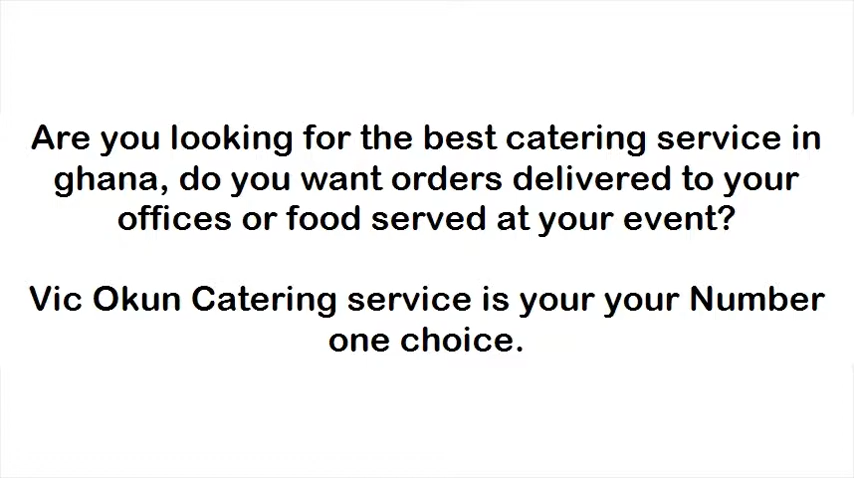 Are you looking for the best catering service in
ghana, do you want orders delivered to your
offices or food served at your event?
Vic Okun Catering service is your your Number
one choice.